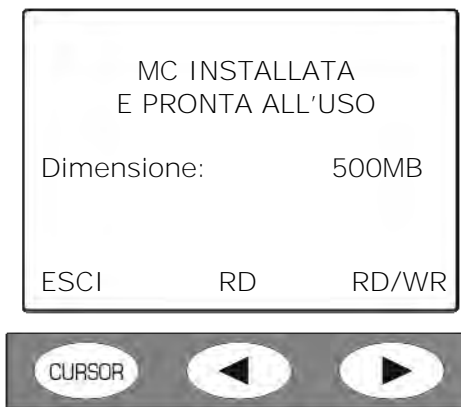 MC INSTALLATA
E PRONTA ALL'USO
Dimensione: 500MB
ESCI RD RD/WR
CURSOR